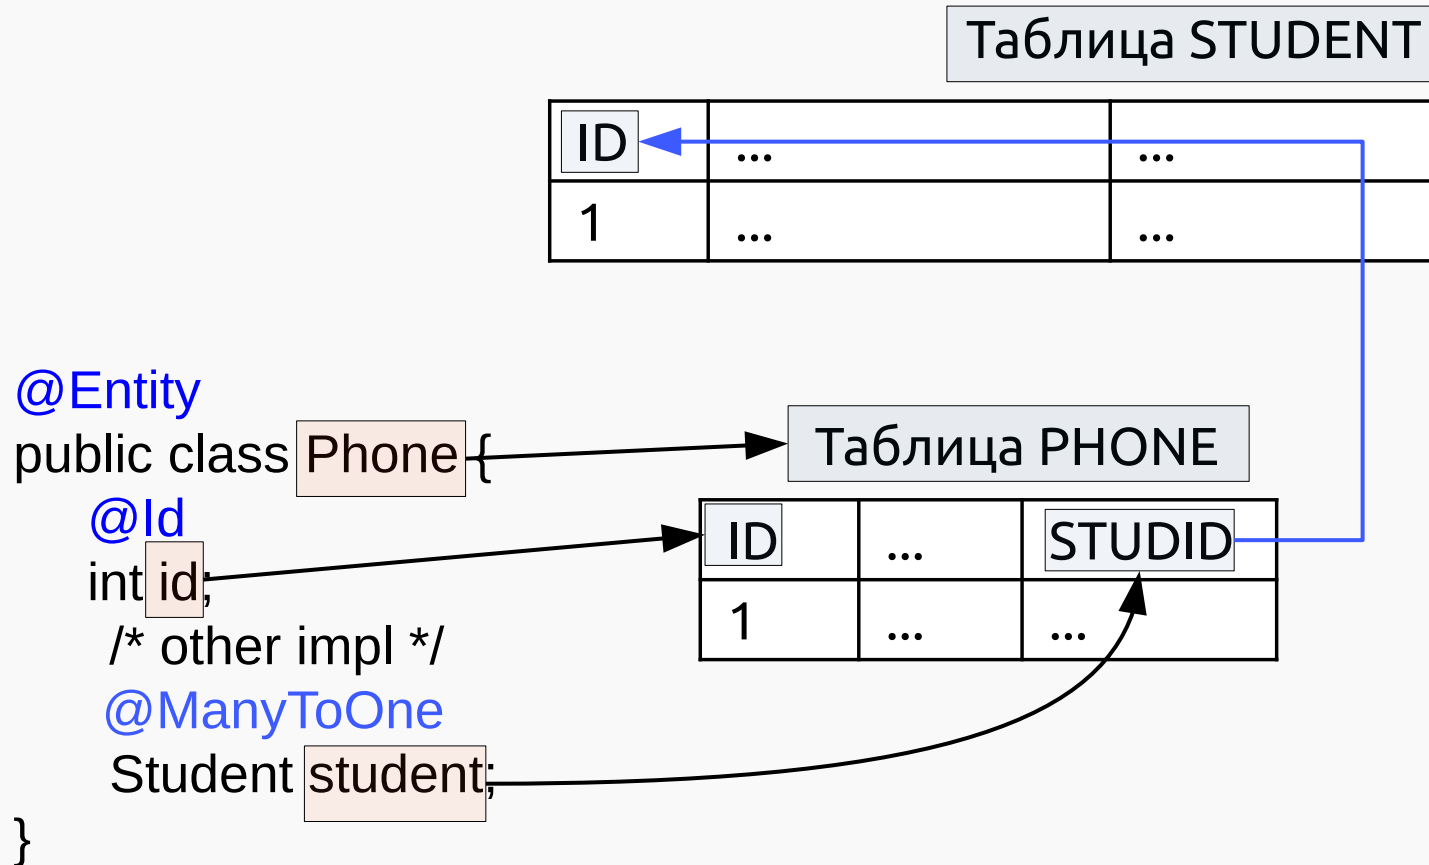 Таблица STUDENT
ID ... ...
1 ... ...
@Entity
public class Phone {
@Id
int id;
/* other impl */
@ManyToOne
Student student;
}
Таблица PHONE
ID ... STUDID
1 ... ...